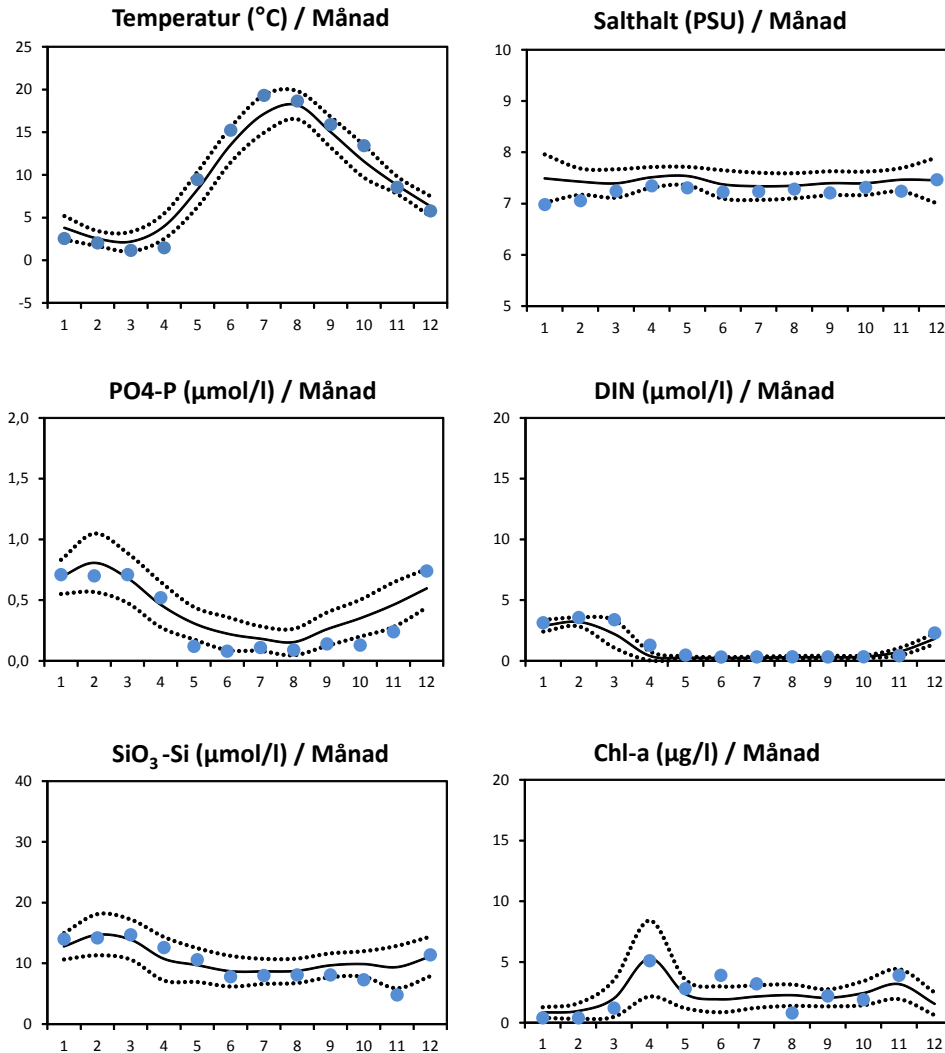 Temperatur (°C) / Månad
25
20
15
10
5
0
-5
1 2 3 4 5 6 7 8 9 10 11 12
Salthalt (PSU) / Månad
10
9
8
7
6
5
1 2 3 4 5 6 7 8 9 10 11 12
PO4-P (µmol/l) / Månad
2,0
1,5
1,0
0,5
0,0
1 2 3 4 5 6 7 8 9 10 11 12
DIN (µmol/l) / Månad
20
15
10
5
0
1 2 3 4 5 6 7 8 9 10 11 12
SiO₃ -Si (µmol/l) / Månad
40
30
20
10
0
1 2 3 4 5 6 7 8 9 10 11 12
Chl-a (µg/l) / Månad
20
15
10
5
0
1 2 3 4 5 6 7 8 9 10 11 12